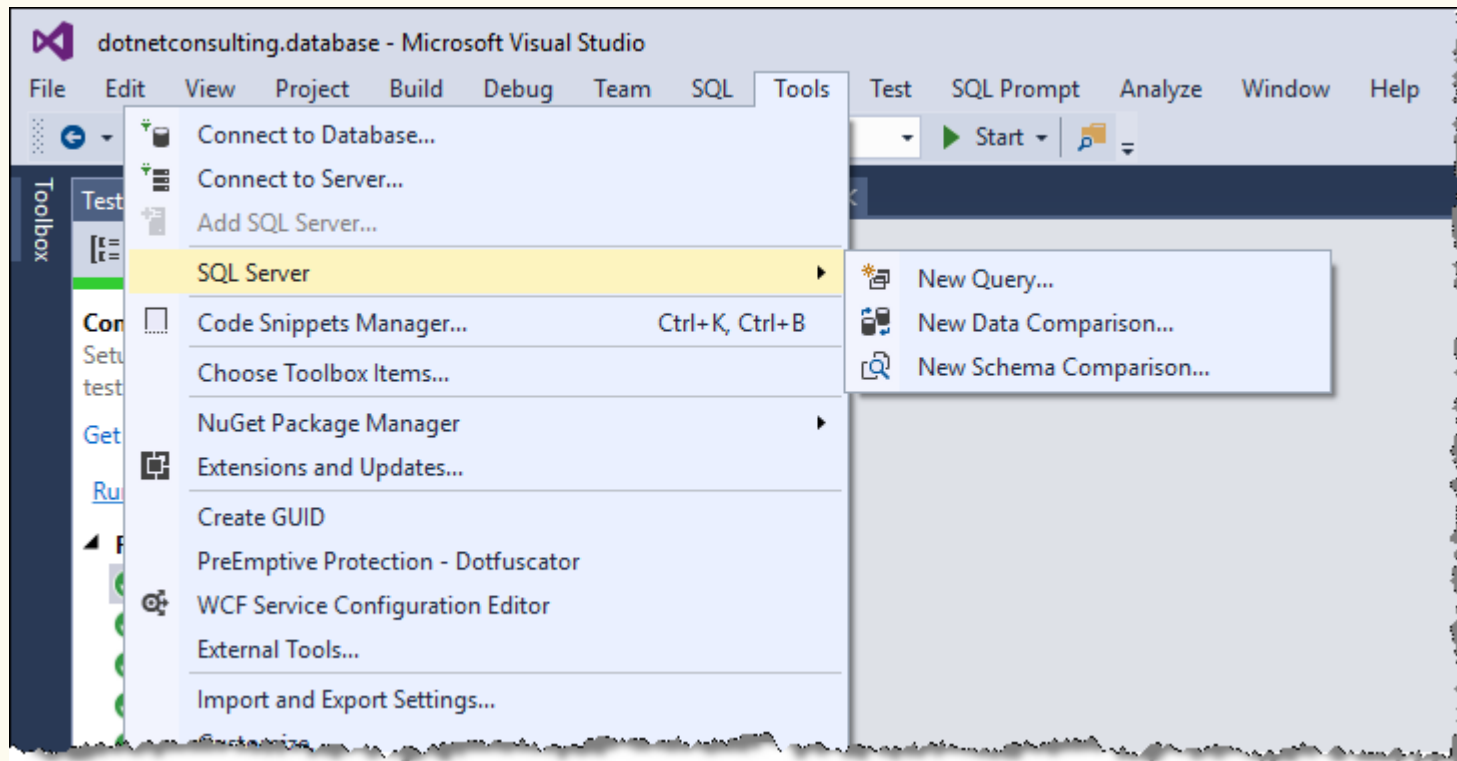 dotnetconsulting.database - Microsoft Visual Studio
File Edit View Project Build Debug Team SQL Tools Test SQL Prompt Analyze Window Help
Start
Toolbox
Test
Connect to Database...
Connect to Server...
Add SQL Server...
SQL Server
New Query...
New Data Comparison...
New Schema Comparison...
Code Snippets Manager... Ctrl+K, Ctrl+B
Choose Toolbox Items...
NuGet Package Manager
Get
Extensions and Updates...
Create GUID
PreEmptive Protection - Dotfuscator
WCF Service Configuration Editor
External Tools...
Import and Export Settings...